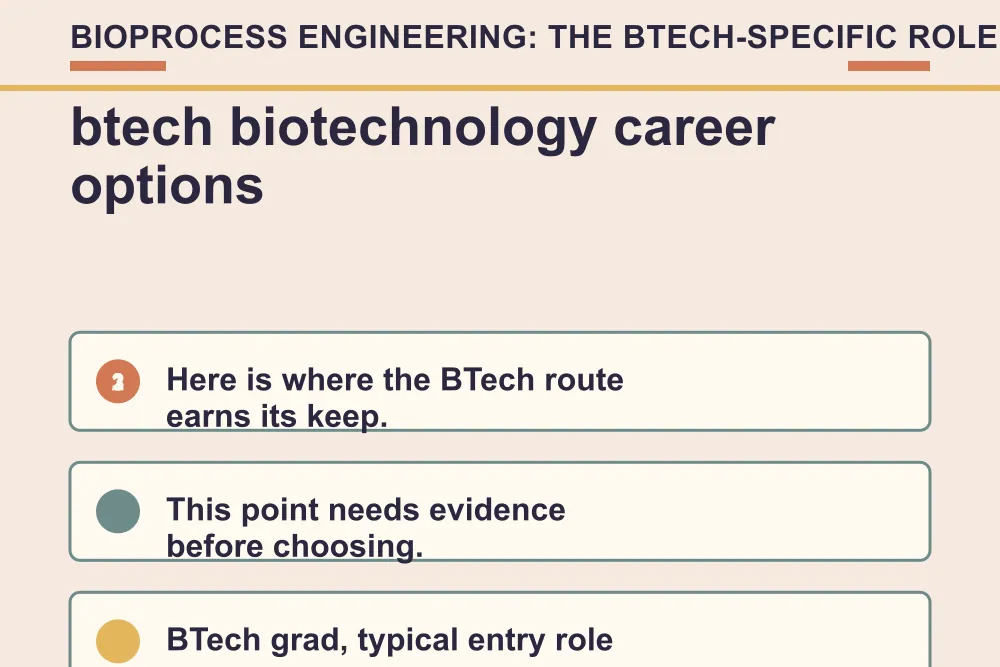 BIOPROCESS ENGINEERING: THE BTECH-SPECIFIC ROLE
btech biotechnology career
options
Here is where the BTech route
earns its keep.
This point needs evidence
before choosing.
BTech grad, typical entry role